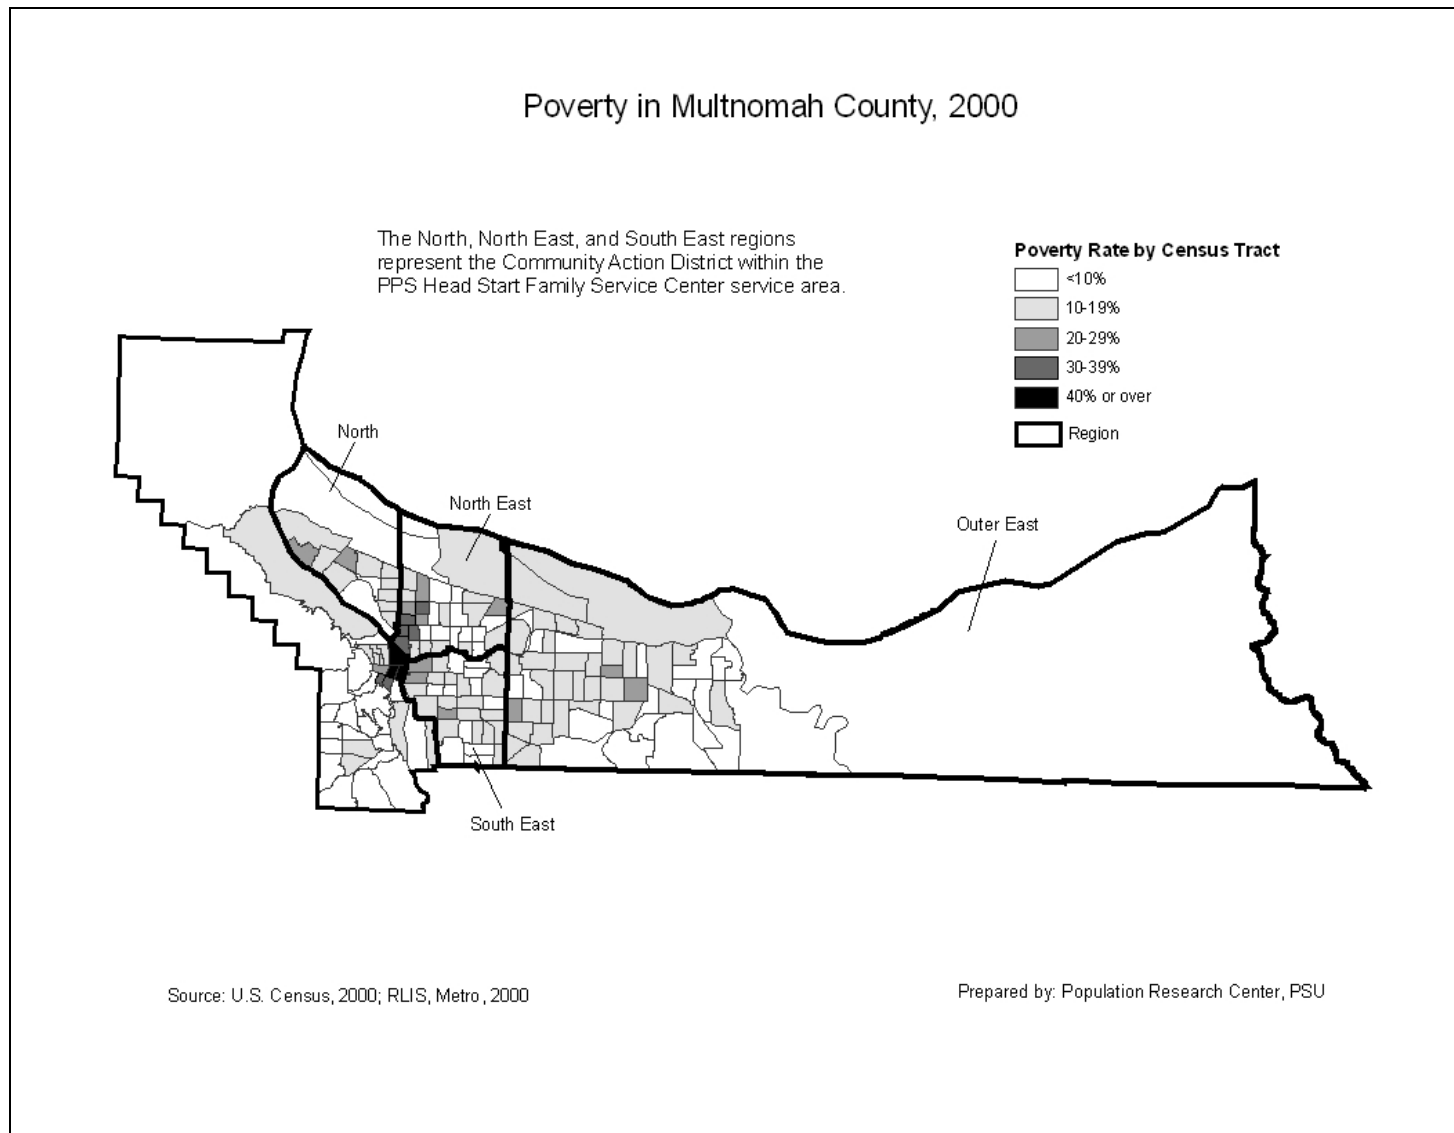 Poverty in Multnomah County, 2000
The North, North East, and South East regions
represent the Community Action District within the
PPS Head Start Family Service Center service area.
Poverty Rate by Census Tract
<10%
10-19%
20-29%
30-39%
40% or over
Region
North
North East
Outer East
South East
Source: U.S. Census, 2000; RLIS, Metro, 2000
Prepared by: Population Research Center, PSU